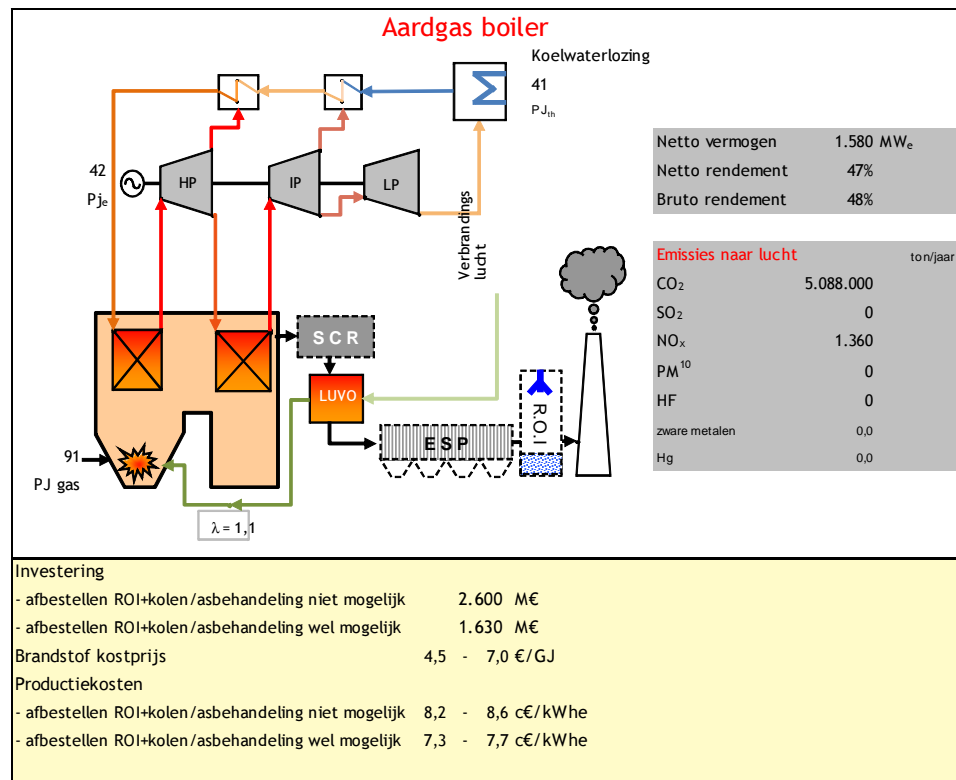 Aardgas boiler
Koelwaterlozing
41
PJth
42
Pje
HP
IP
LP
Verbrandings
lucht
Netto vermogen 1.580 MWe
Netto rendement 47%
Bruto rendement 48%
Emissies naar lucht ton/jaar
CO2 5.088.000
SO2 0
NOx 1.360
PM10 0
HF 0
zware metalen 0,0
Hg 0,0
SCR
LUVO
ESP
R.O.I
91
PJ gas
λ = 1,1
Investering
- afbestellen ROI+kolen/asbehandeling niet mogelijk 2.600 M€
- afbestellen ROI+kolen/asbehandeling wel mogelijk 1.630 M€
Brandstof kostprijs 4,5 - 7,0 €/GJ
Productiekosten
- afbestellen ROI+kolen/asbehandeling niet mogelijk 8,2 - 8,6 c€/kWhe
- afbestellen ROI+kolen/asbehandeling wel mogelijk 7,3 - 7,7 c€/kWhe